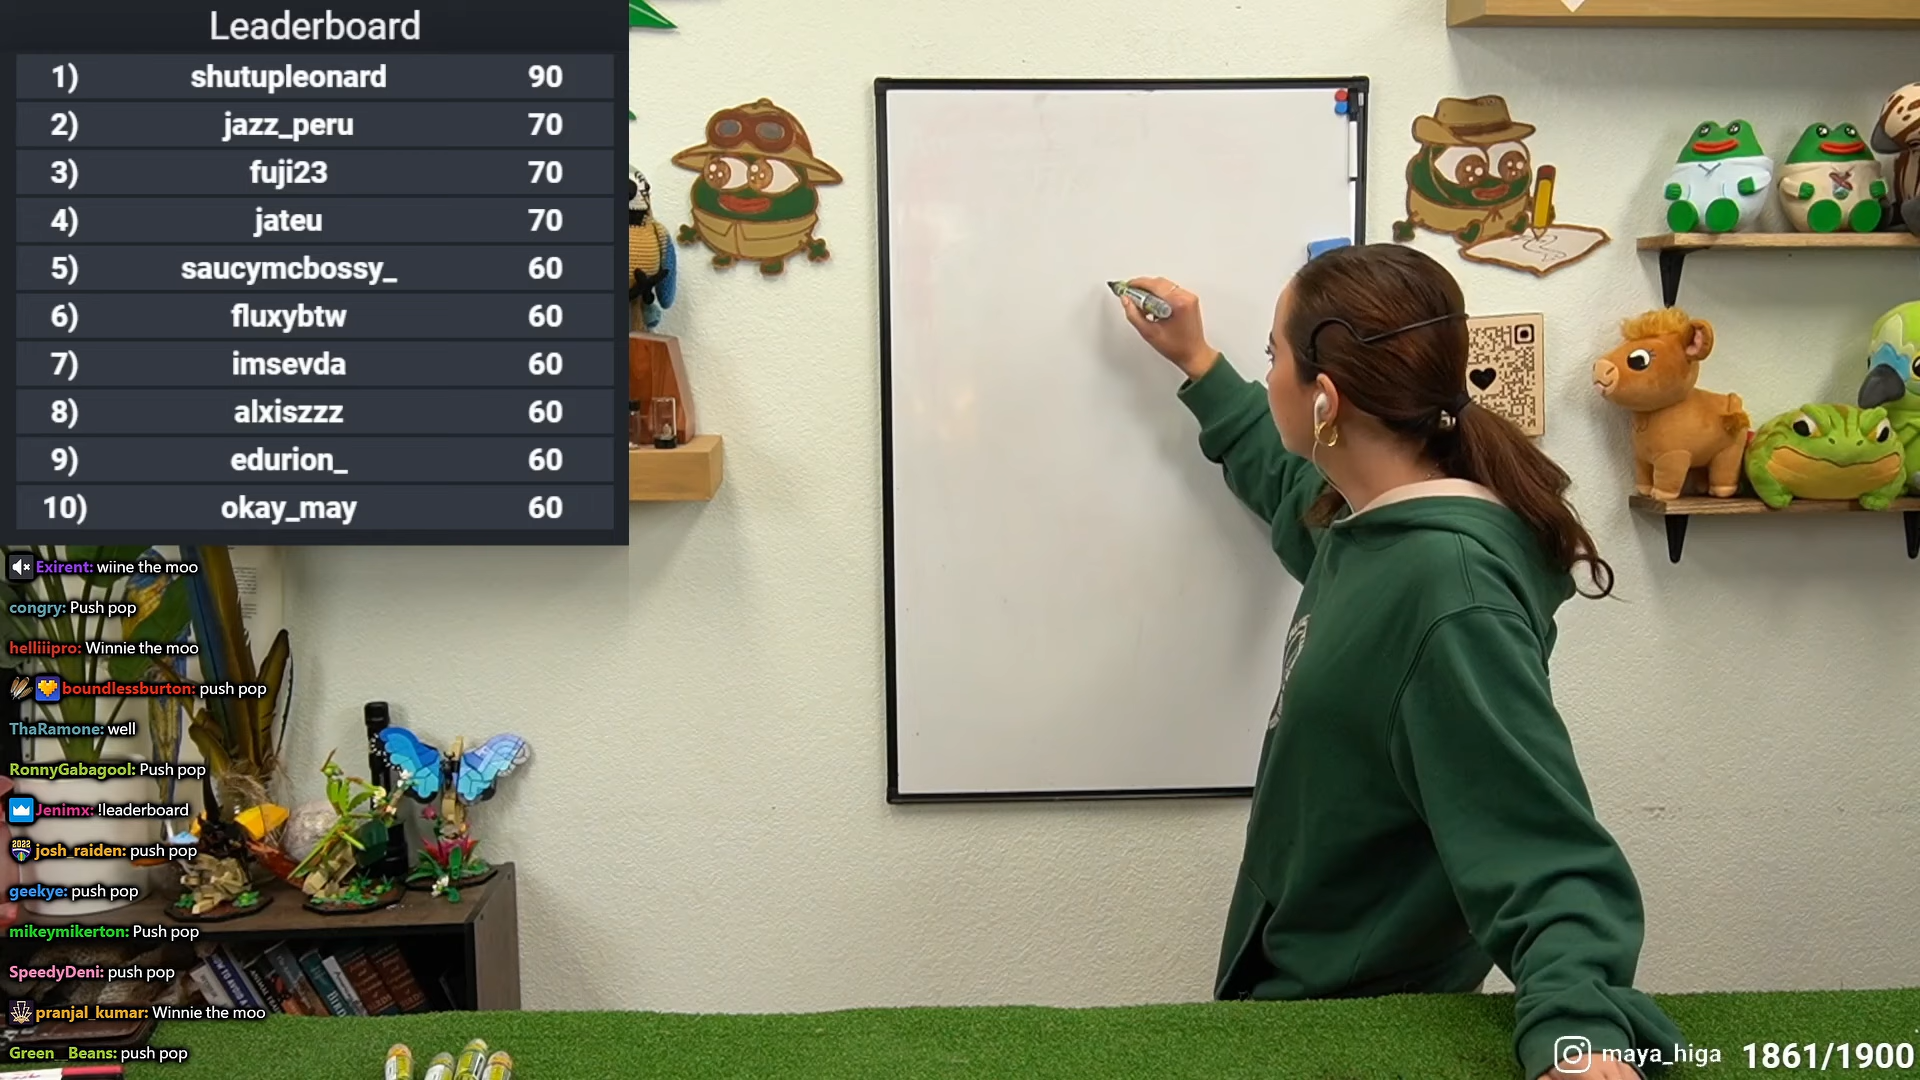 Leaderboard
1) shutupleonard 90
2) jazz_peru 70
3) fuji23 70
4) jateu 70
5) saucymcbossy_ 60
6) fluxybtw 60
7) imsevda 60
8) alxiszzz 60
9) edurion_ 60
10) okay_may 60
Exirent: wiine the moo
congry: Push pop
helliiipro: Winnie the moo
boundlessburton: push pop
ThaRamone: well
RonnyGabagool: Push pop
Jenimx: !leaderboard
2022 josh_raiden: push pop
geekye: push pop
mikeymikerton: Push pop
SpeedyDeni: push pop
pranjal_kumar: Winnie the moo
Green__Beans: push pop
maya_higa 1861/1900